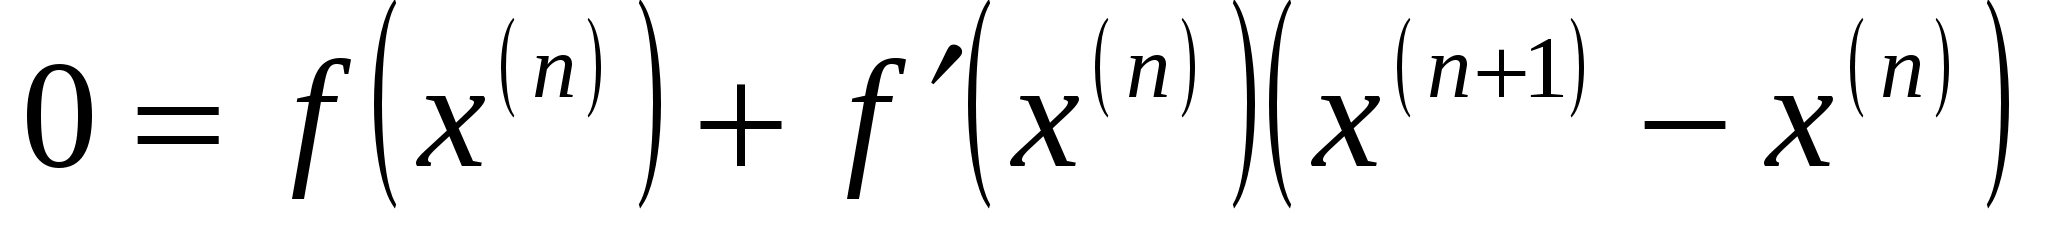 0 = f(x^(n)) + f′(x^(n))(x^(n+1) − x^(n))